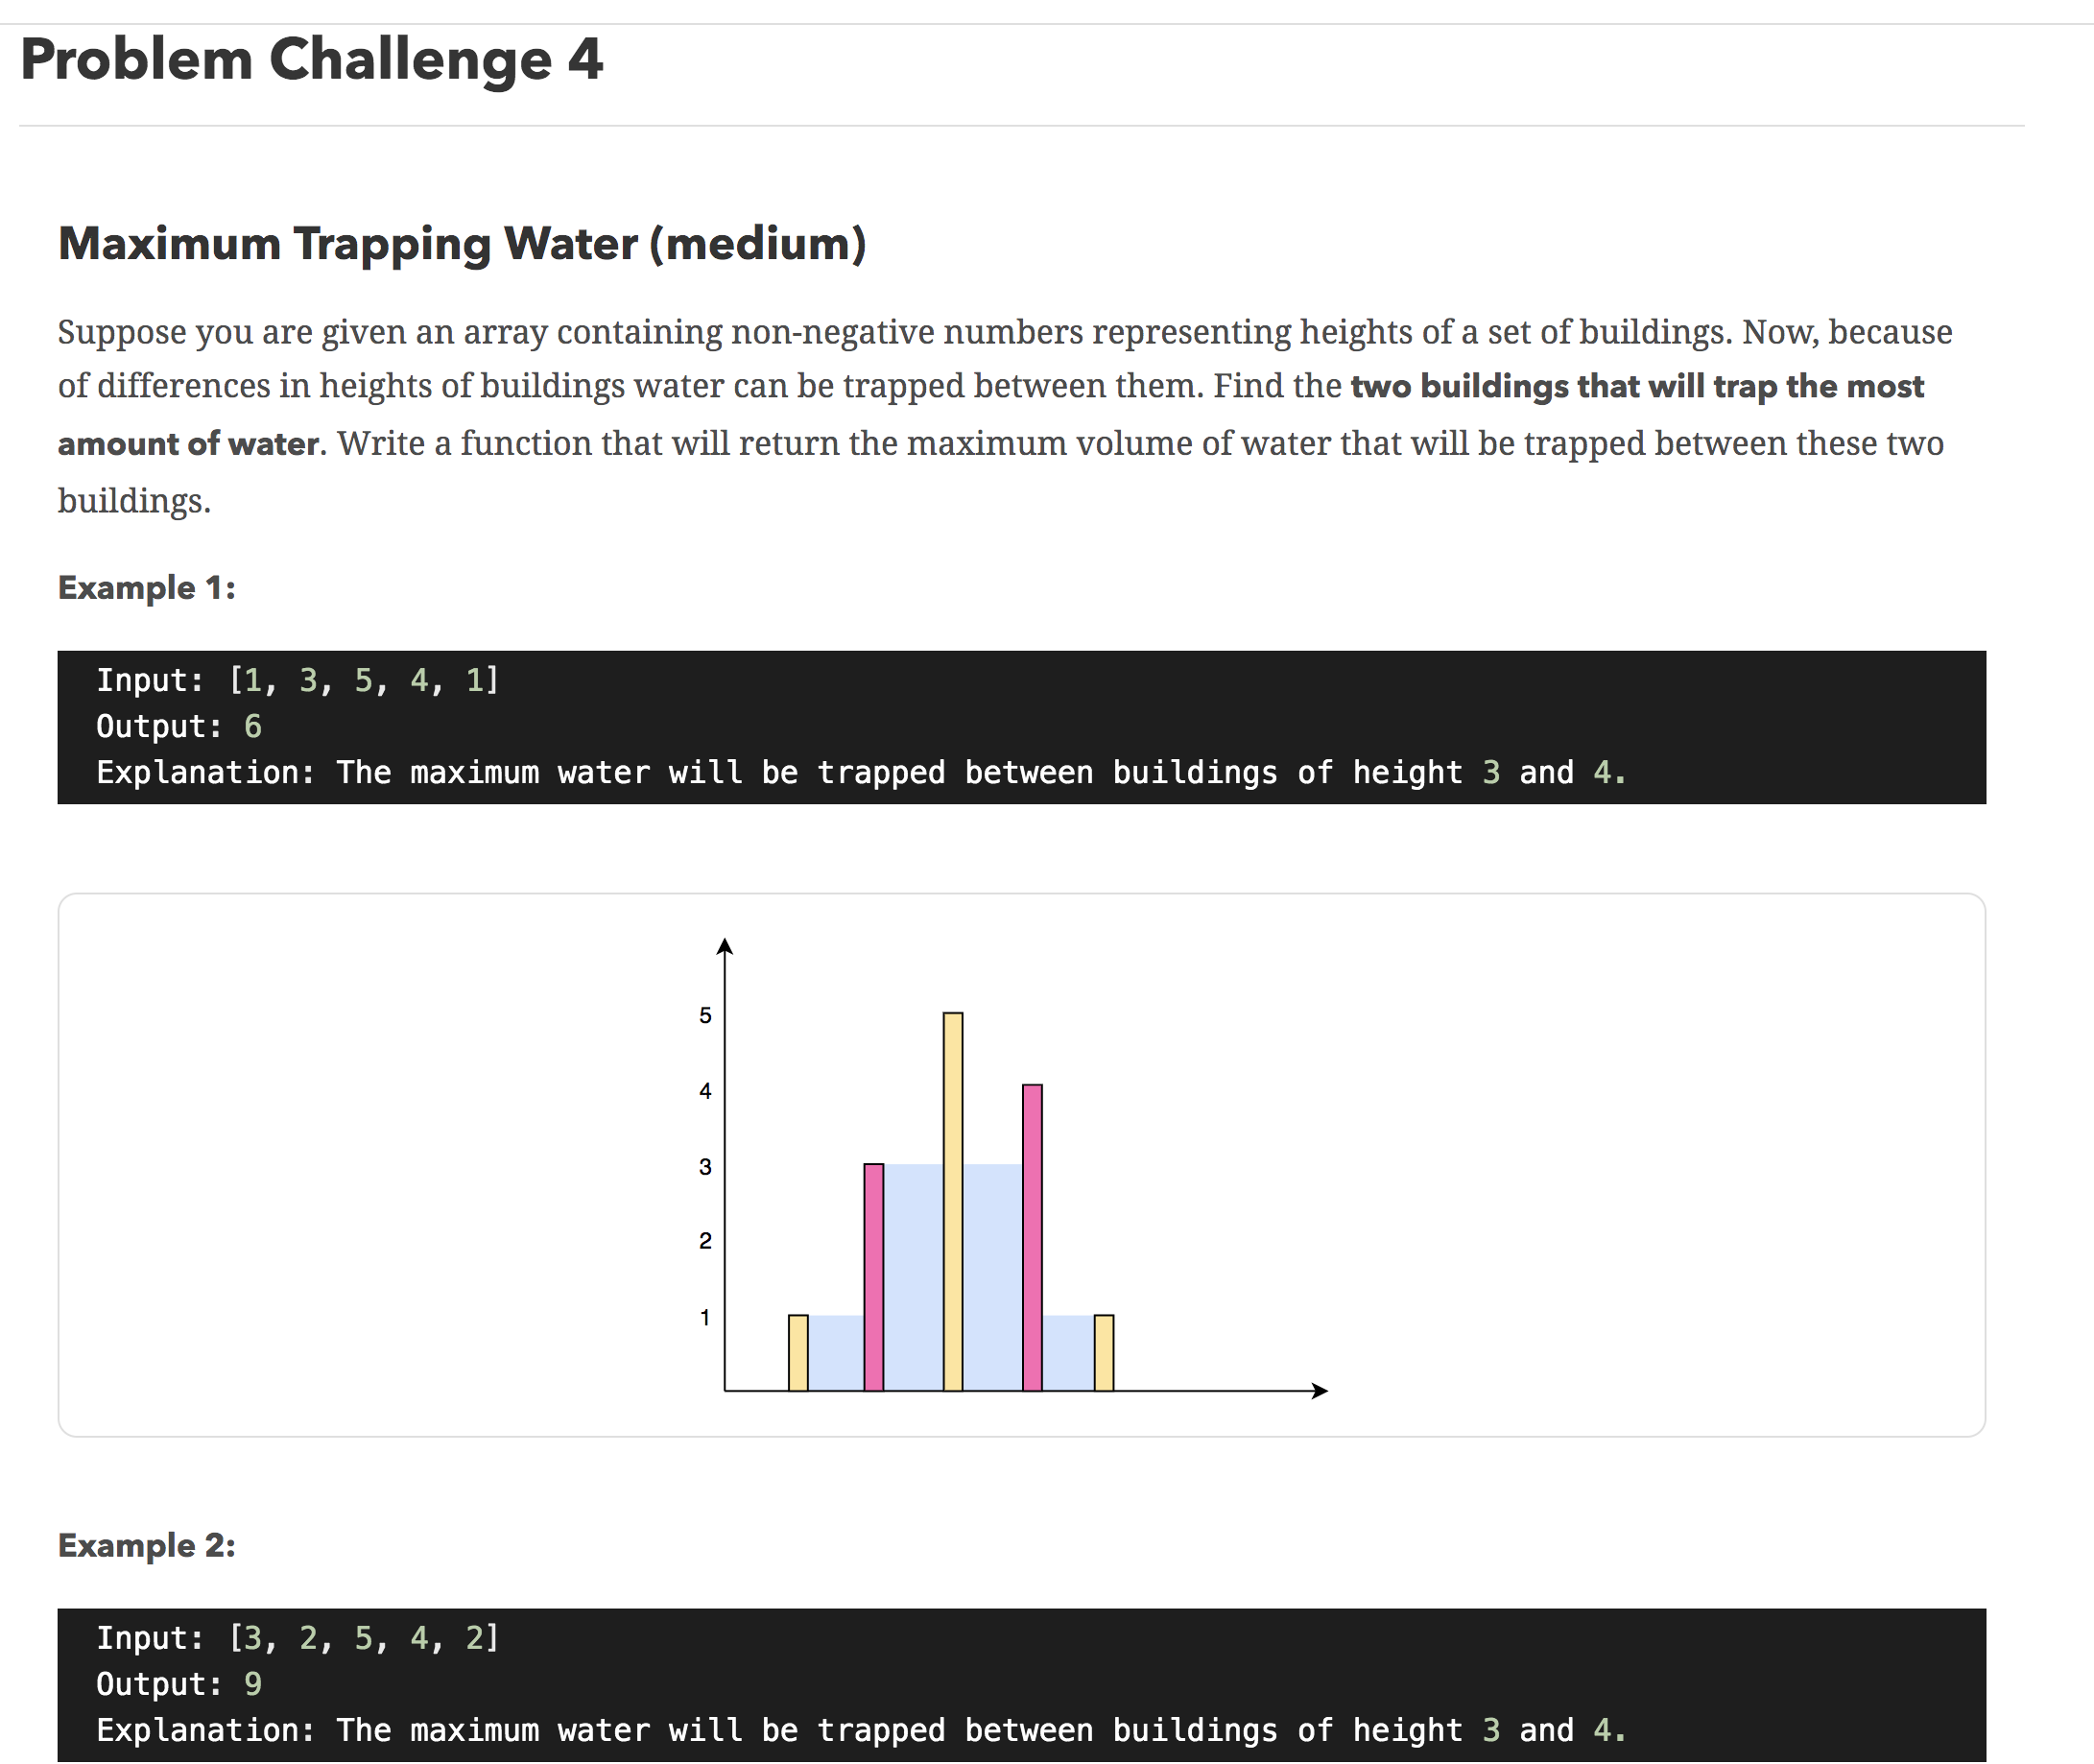 Problem Challenge 4
Maximum Trapping Water (medium)
Suppose you are given an array containing non-negative numbers representing heights of a set of buildings. Now, because
of differences in heights of buildings water can be trapped between them. Find the two buildings that will trap the most
amount of water. Write a function that will return the maximum volume of water that will be trapped between these two
buildings.
Example 1:
Input: [1, 3, 5, 4, 1]
Output: 6
Explanation: The maximum water will be trapped between buildings of height 3 and 4.
5
4
3
2
1
Example 2:
Input: [3, 2, 5, 4, 2]
Output: 9
Explanation: The maximum water will be trapped between buildings of height 3 and 4.